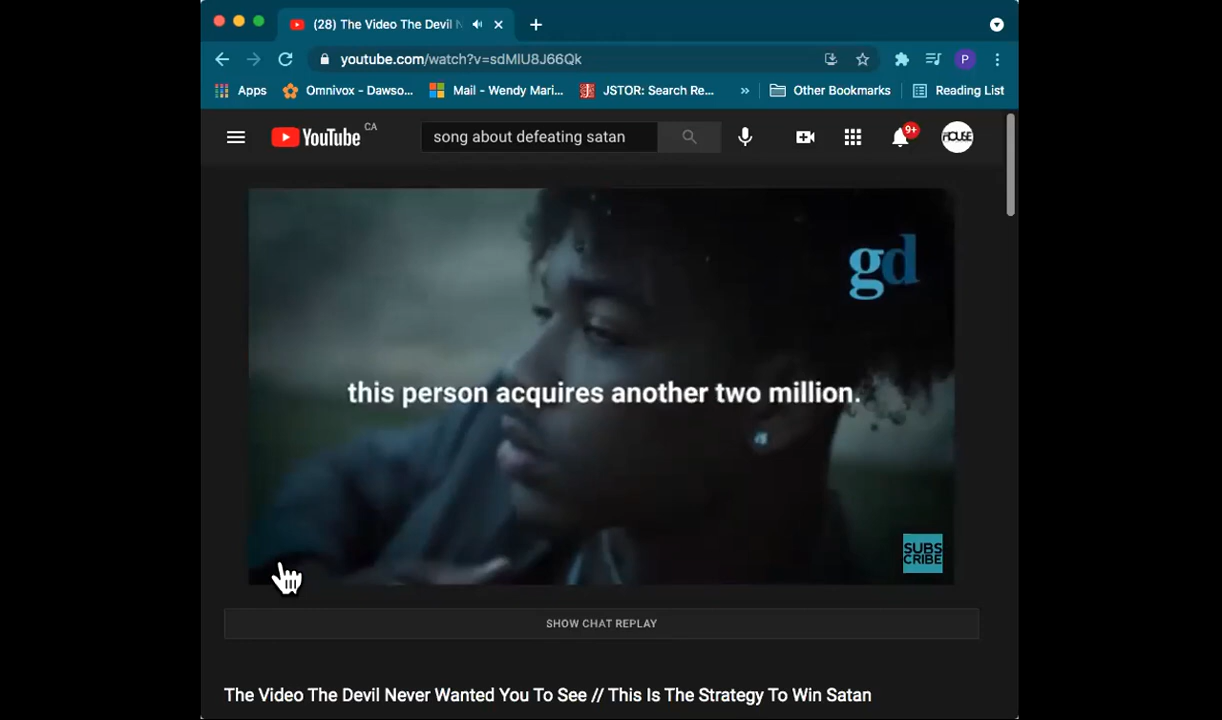 (28) The Video The Devil N
youtube.com/watch?v=sdMlU8J66Qk
P
Apps
Omnivox - Dawso...
Mail - Wendy Mari...
JSTOR: Search Re...
»
Other Bookmarks
Reading List
YouTube CA
song about defeating satan
9+
HOUSE
gd
this person acquires another two million.
SUBS
CRIBE
SHOW CHAT REPLAY
The Video The Devil Never Wanted You To See // This Is The Strategy To Win Satan